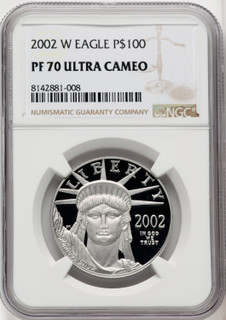 2002 W EAGLE P$100
PF 70 ULTRA CAMEO
8142881-008
NGC
NUMISMATIC GUARANTY COMPANY
LIBERTY
2002
IN GOD
WE
TRUST